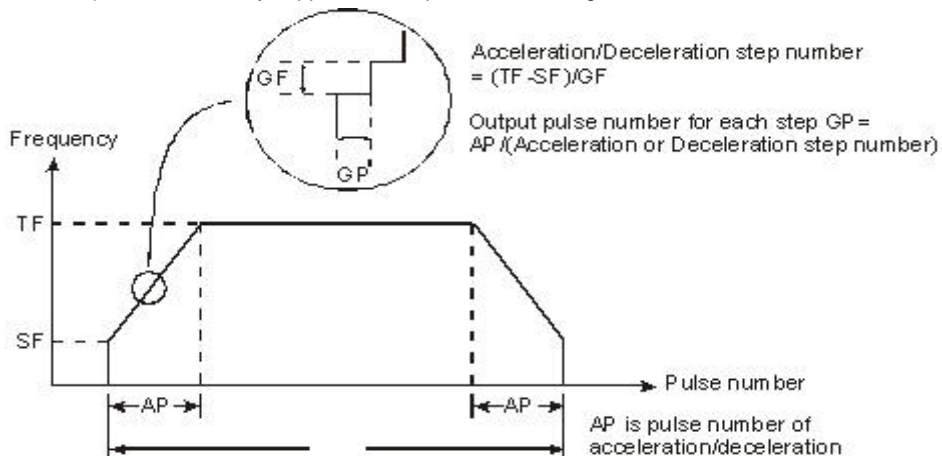 Acceleration/Deceleration step number
= (TF-SF)/GF
GF
Output pulse number for each step GP =
AP/(Acceleration or Deceleration step number)
GP
Frequency
TF
SF
Pulse number
AP
AP
AP is pulse number of
acceleration/deceleration